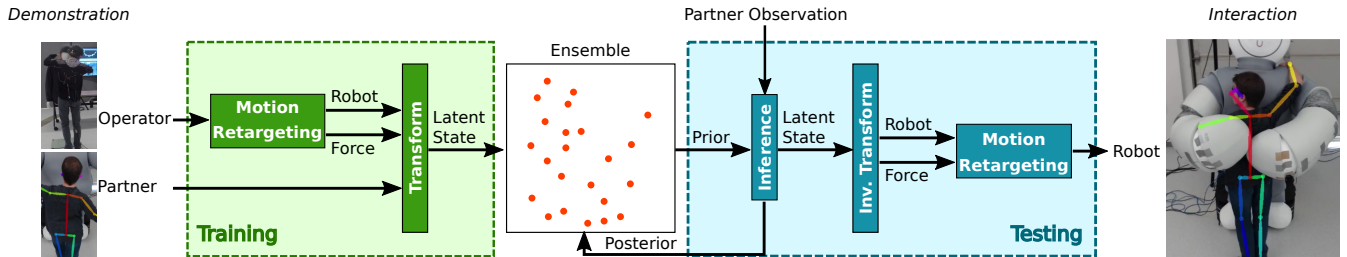 Demonstration
Partner Observation
Interaction
Ensemble
Operator
Motion
Retargeting
Robot
Force
Transform
Latent
State
Partner
Training
Prior
Inference
Latent
State
Inv. Transform
Robot
Force
Motion
Retargeting
Robot
Posterior
Testing